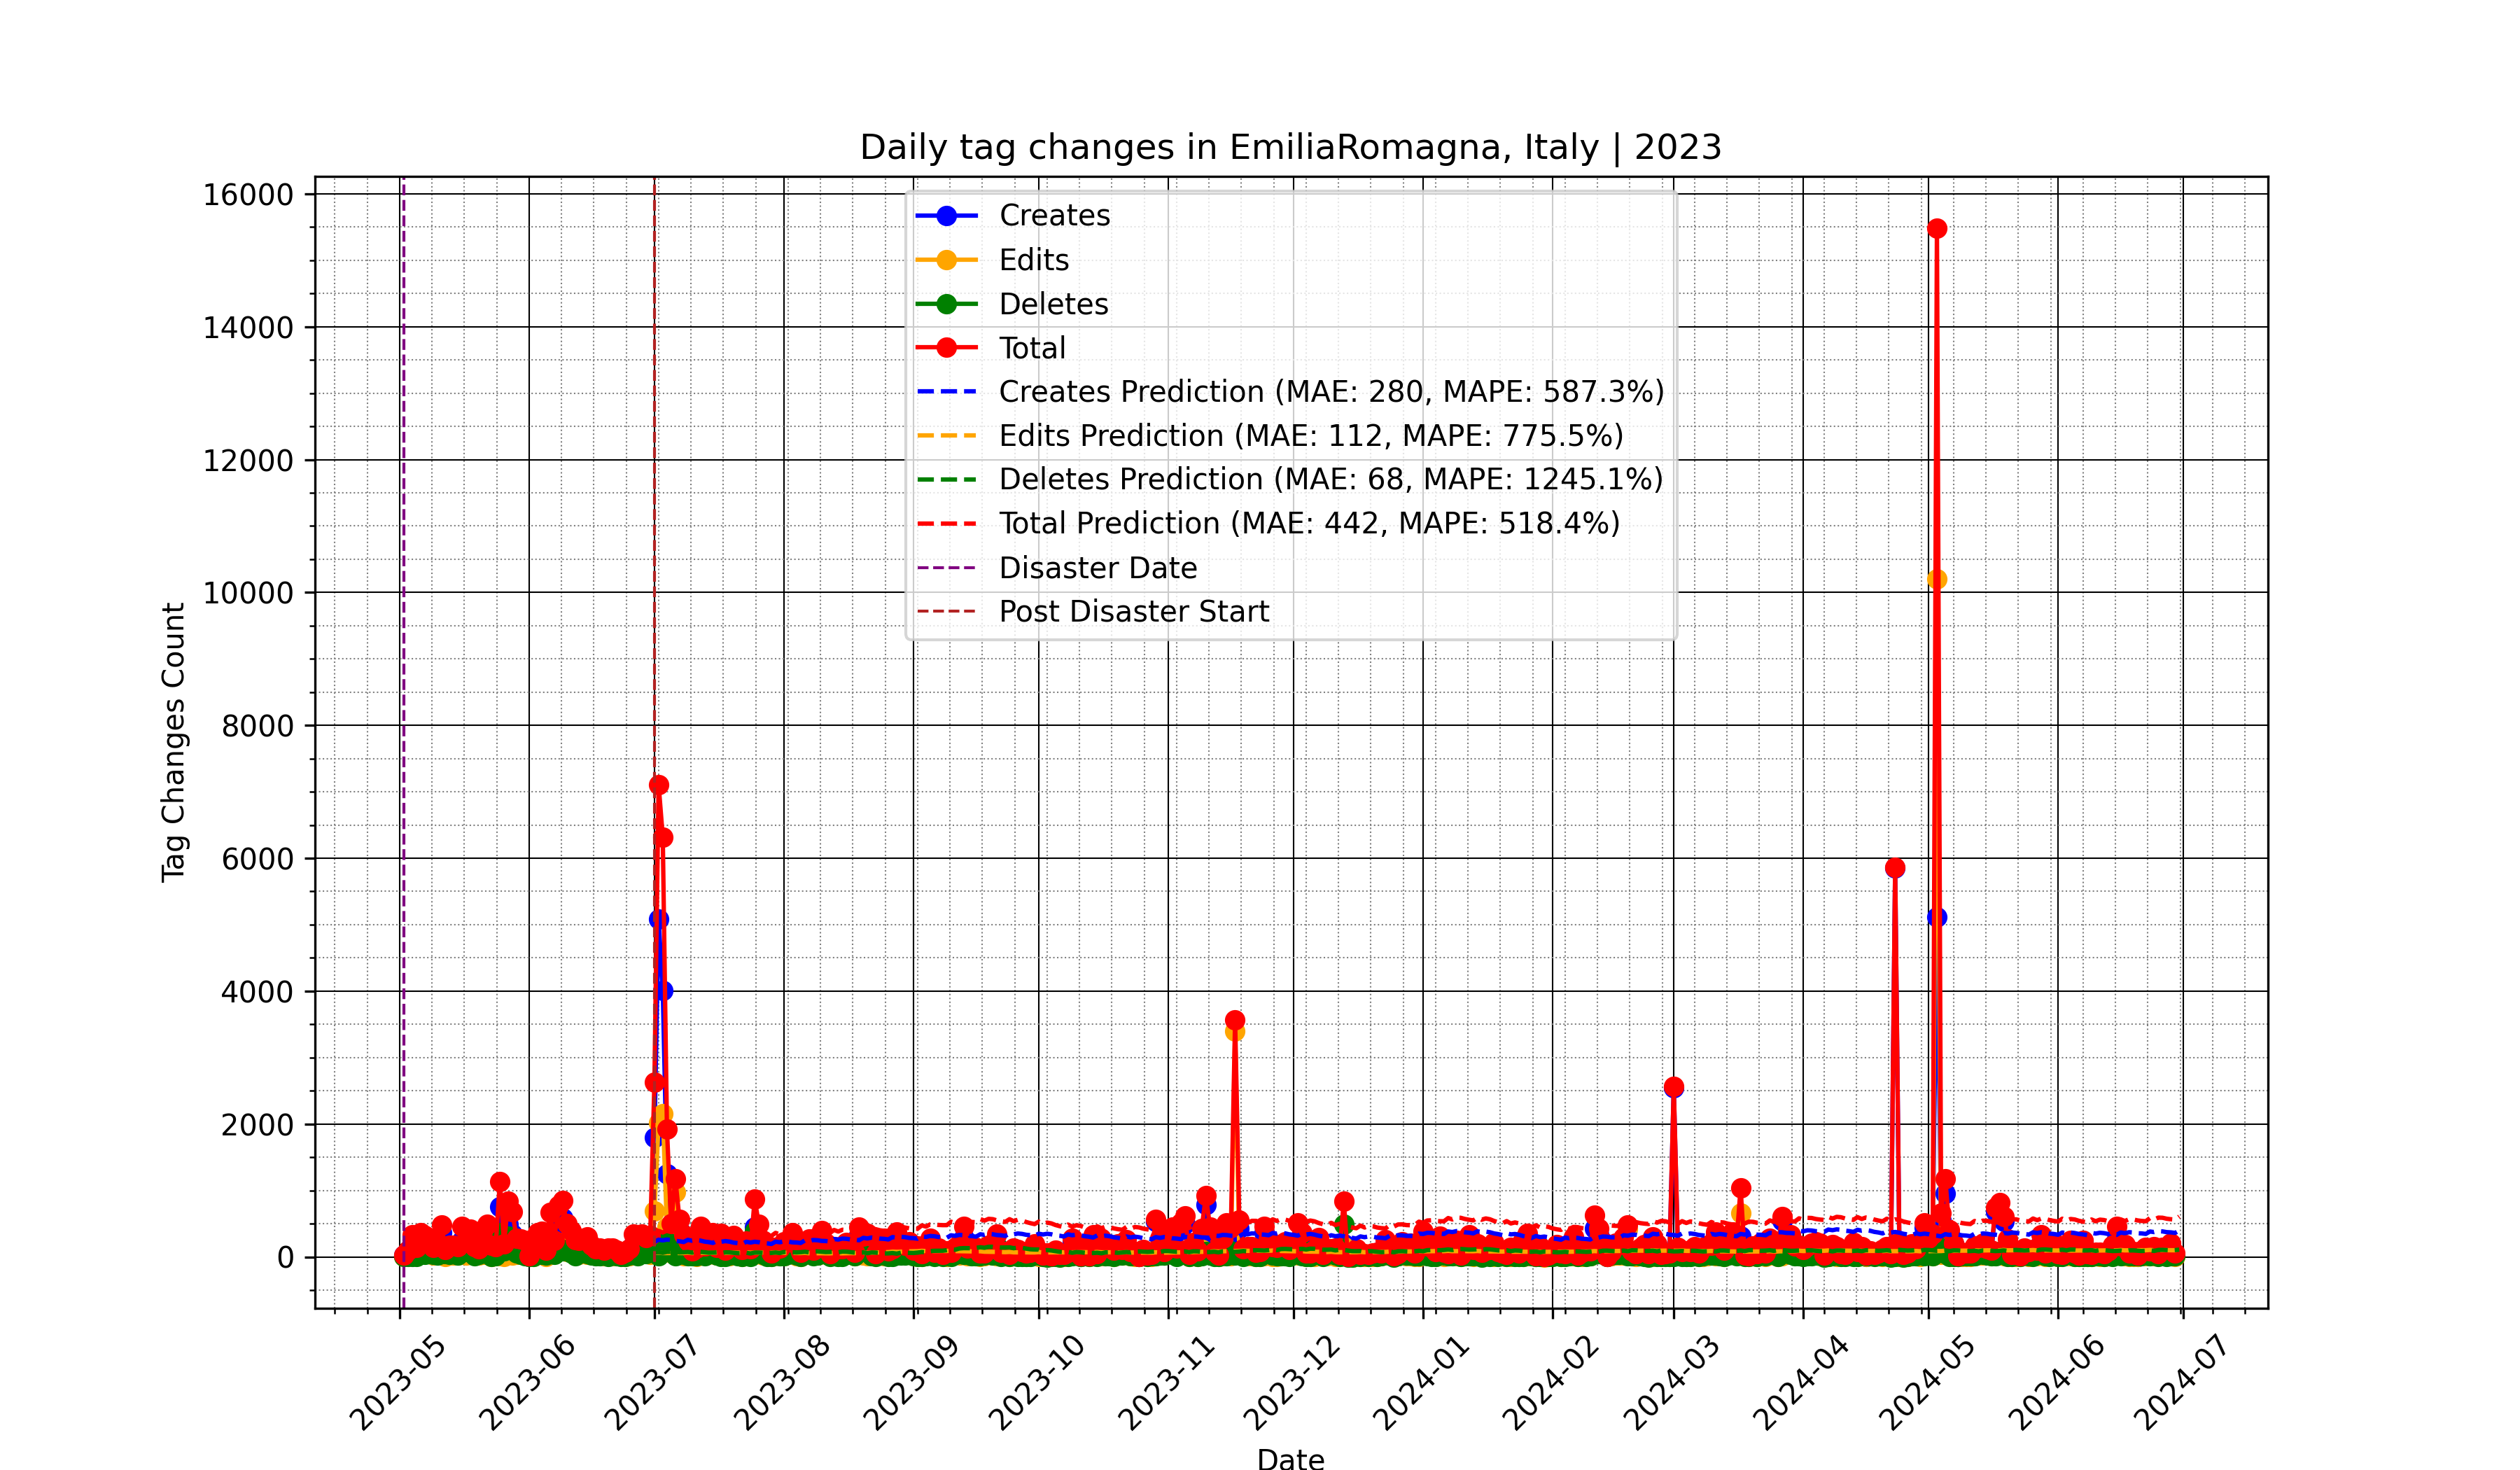 Daily tag changes in EmiliaRomagna, Italy | 2023
16000
14000
12000
10000
8000
6000
4000
2000
0
Tag Changes Count
Creates
Edits
Deletes
Total
Creates Prediction (MAE: 280, MAPE: 587.3%)
Edits Prediction (MAE: 112, MAPE: 775.5%)
Deletes Prediction (MAE: 68, MAPE: 1245.1%)
Total Prediction (MAE: 442, MAPE: 518.4%)
Disaster Date
Post Disaster Start
2023-05
2023-06
2023-07
2023-08
2023-09
2023-10
2023-11
2023-12
2024-01
2024-02
2024-03
2024-04
2024-05
2024-06
2024-07
Date